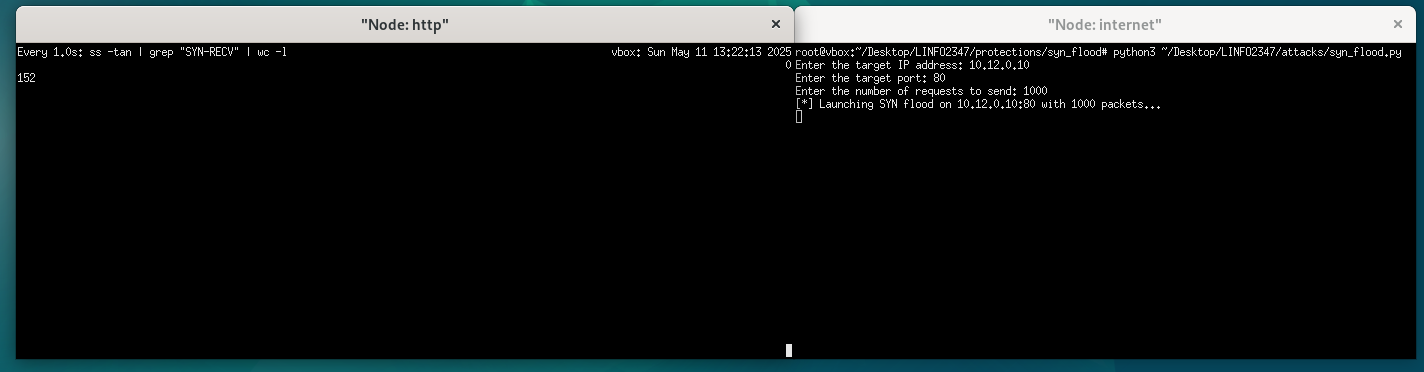 "Node: http"
×
Every 1.0s: ss -tan | grep "SYN-RECV" | wc -l
vbox: Sun May 11 13:22:13 2025
0
152
"Node: internet"
×
root@vbox:~/Desktop/LINFO2347/protections/syn_flood# python3 ~/Desktop/LINFO2347/attacks/syn_flood.py
Enter the target IP address: 10.12.0.10
Enter the target port: 80
Enter the number of requests to send: 1000
[*] Launching SYN flood on 10.12.0.10:80 with 1000 packets...